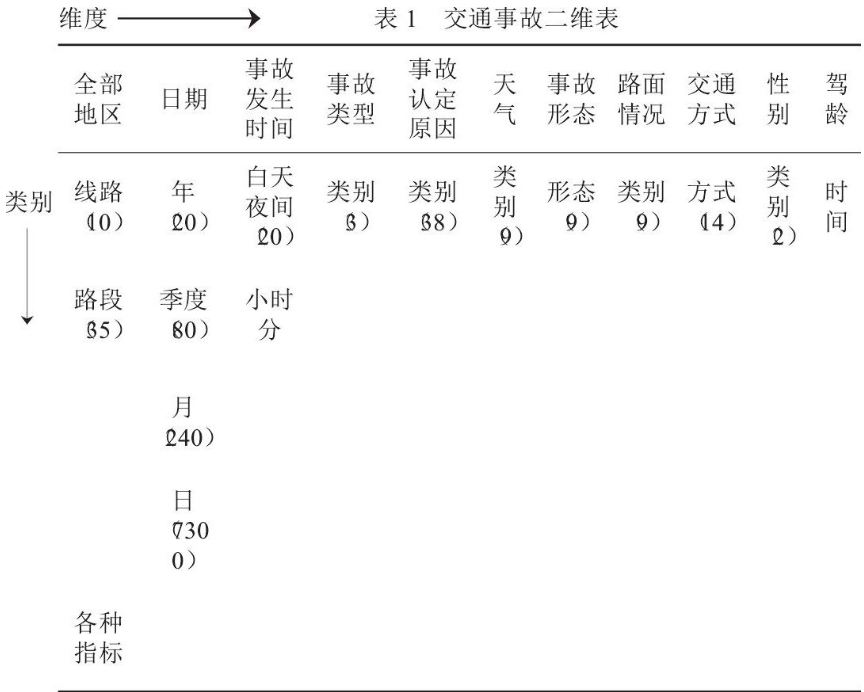 维度
表 1 交通事故二维表
全部
地区
日期
事故
发生
时间
事故
类型
事故
认定
原因
天
气
事故
形态
路面
情况
交通
方式
性
别
驾
龄
类别
线路
(10)
年
(20)
白天
夜间
(20)
类别
(3)
类别
(38)
类
别
(9)
形态
(9)
类别
(9)
方式
(14)
类
别
(2)
时
间
路段
(35)
季度
(80)
小时
分
月
(240)
日
(730
0)
各种
指标